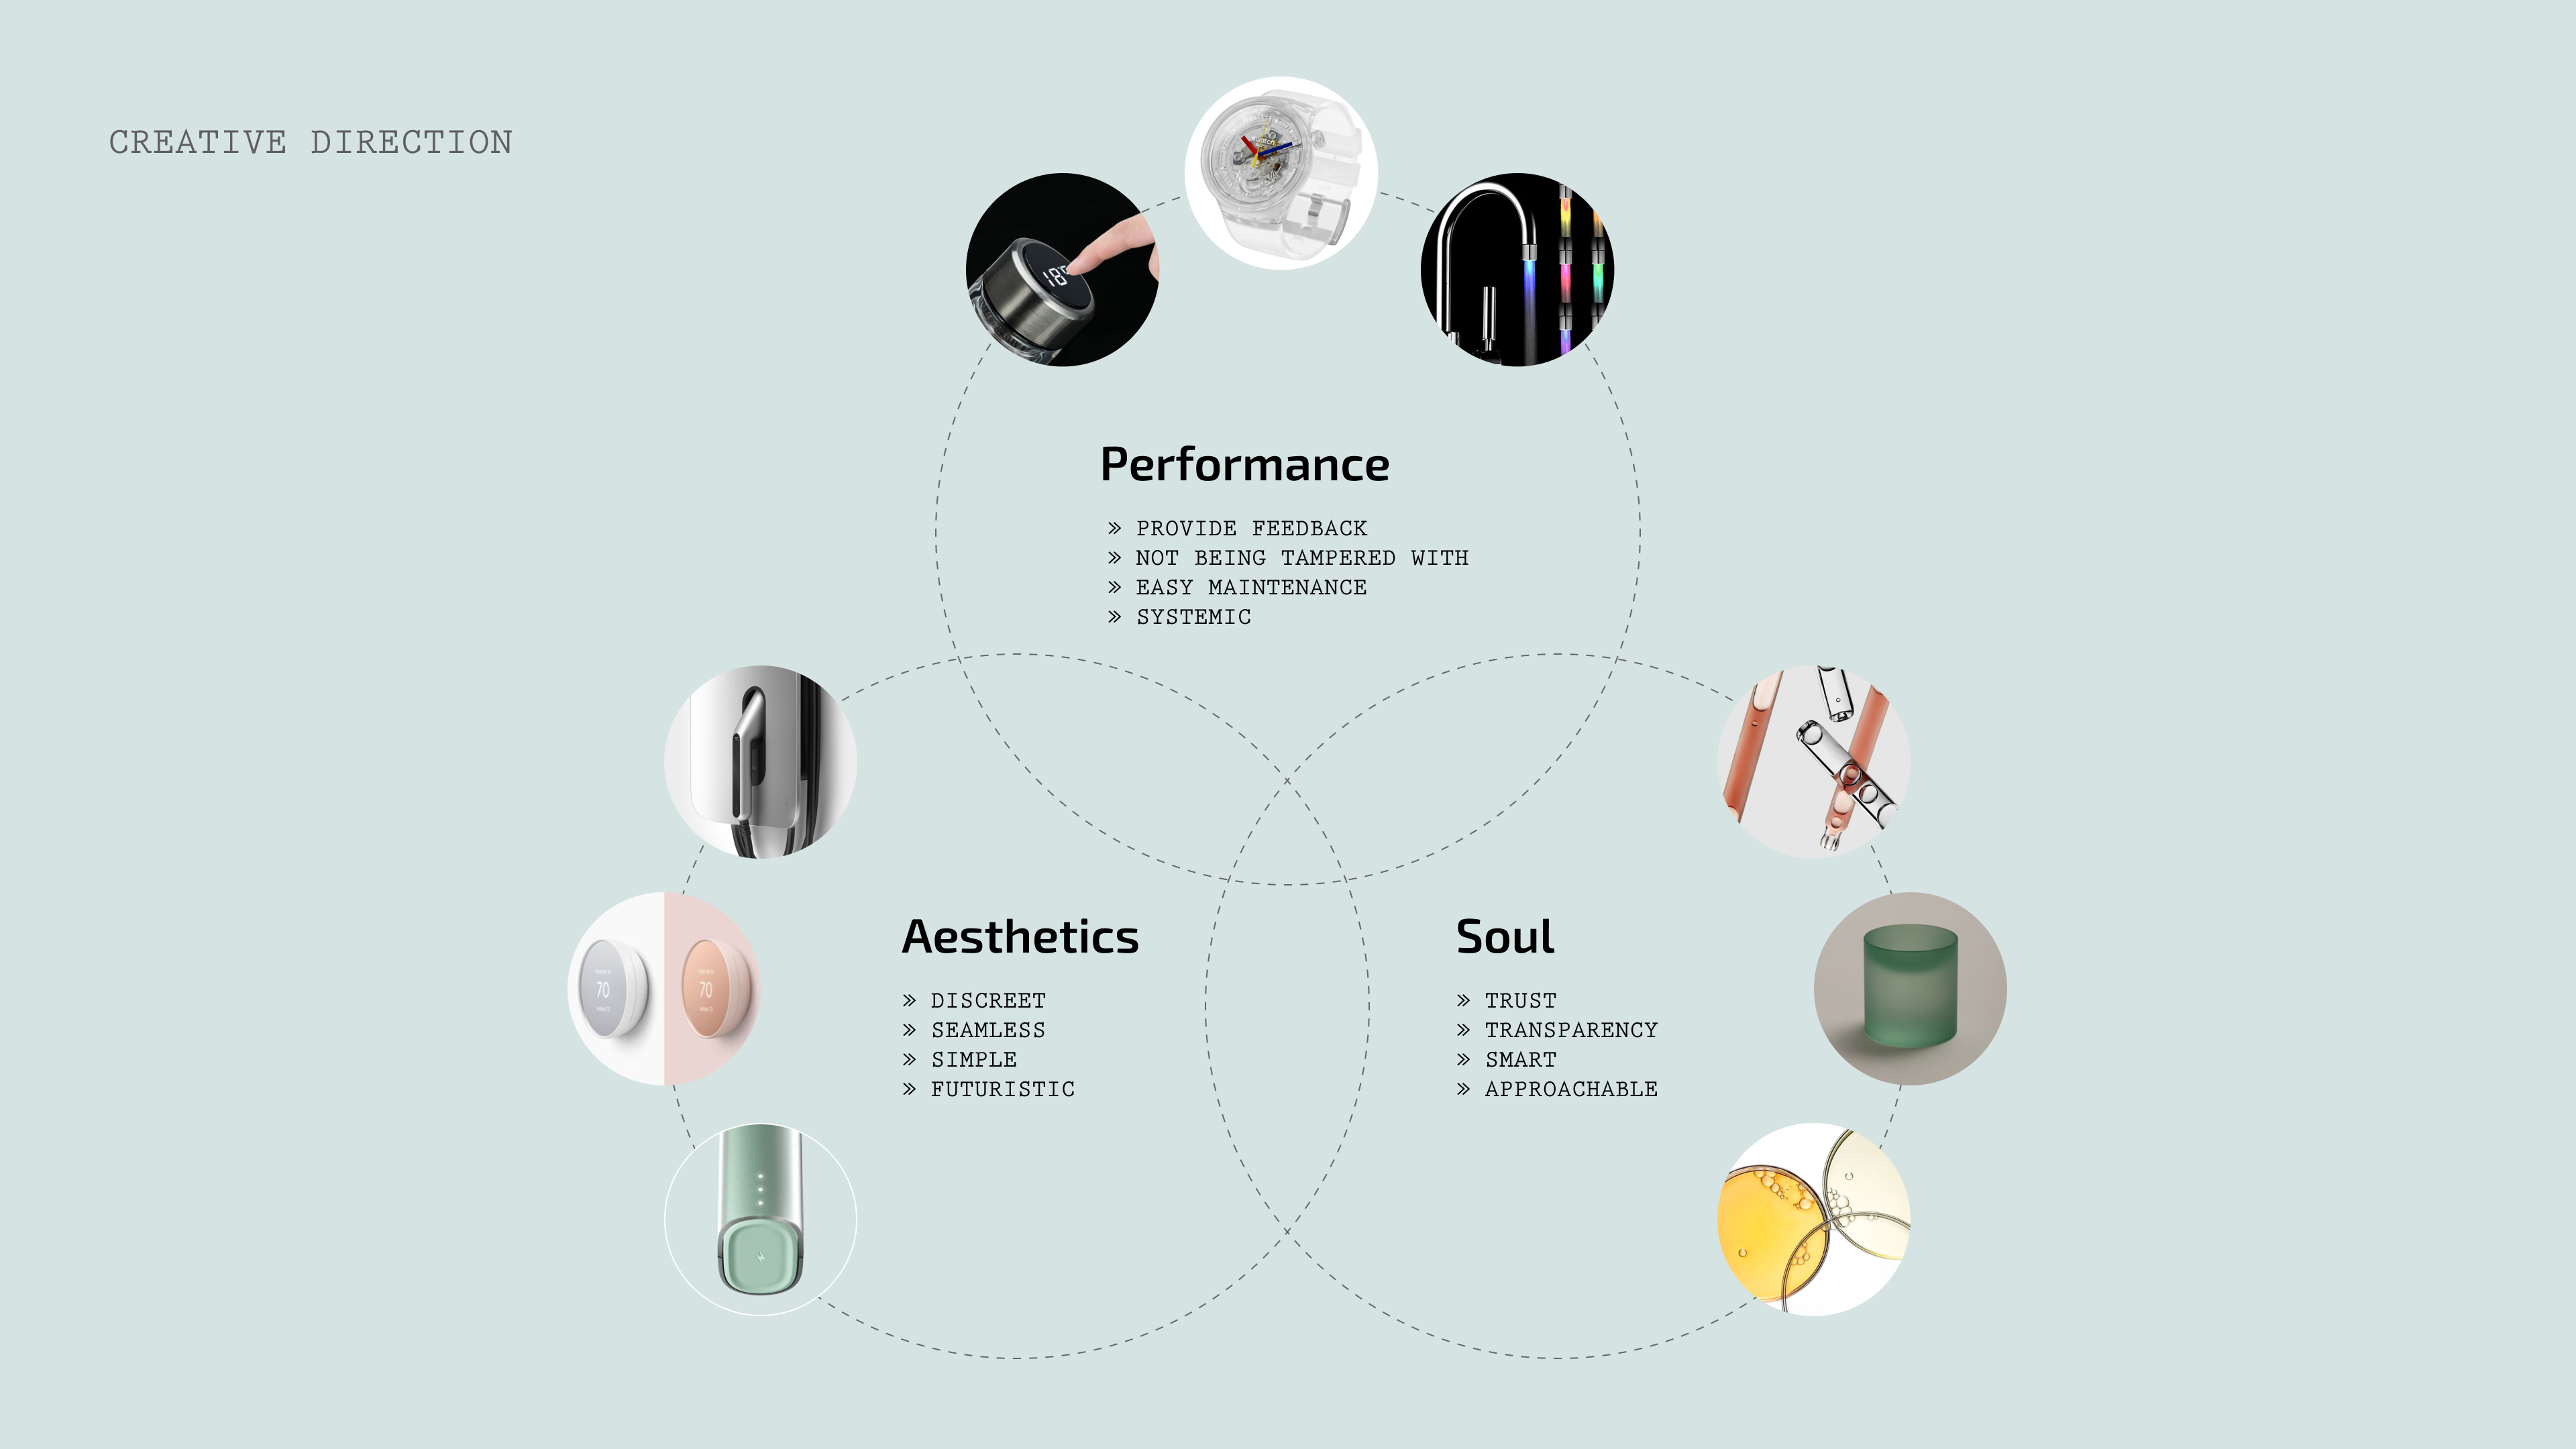 CREATIVE DIRECTION
18°
Performance
» PROVIDE FEEDBACK
» NOT BEING TAMPERED WITH
» EASY MAINTENANCE
» SYSTEMIC
Aesthetics
» DISCREET
» SEAMLESS
» SIMPLE
» FUTURISTIC
70
70
Soul
» TRUST
» TRANSPARENCY
» SMART
» APPROACHABLE